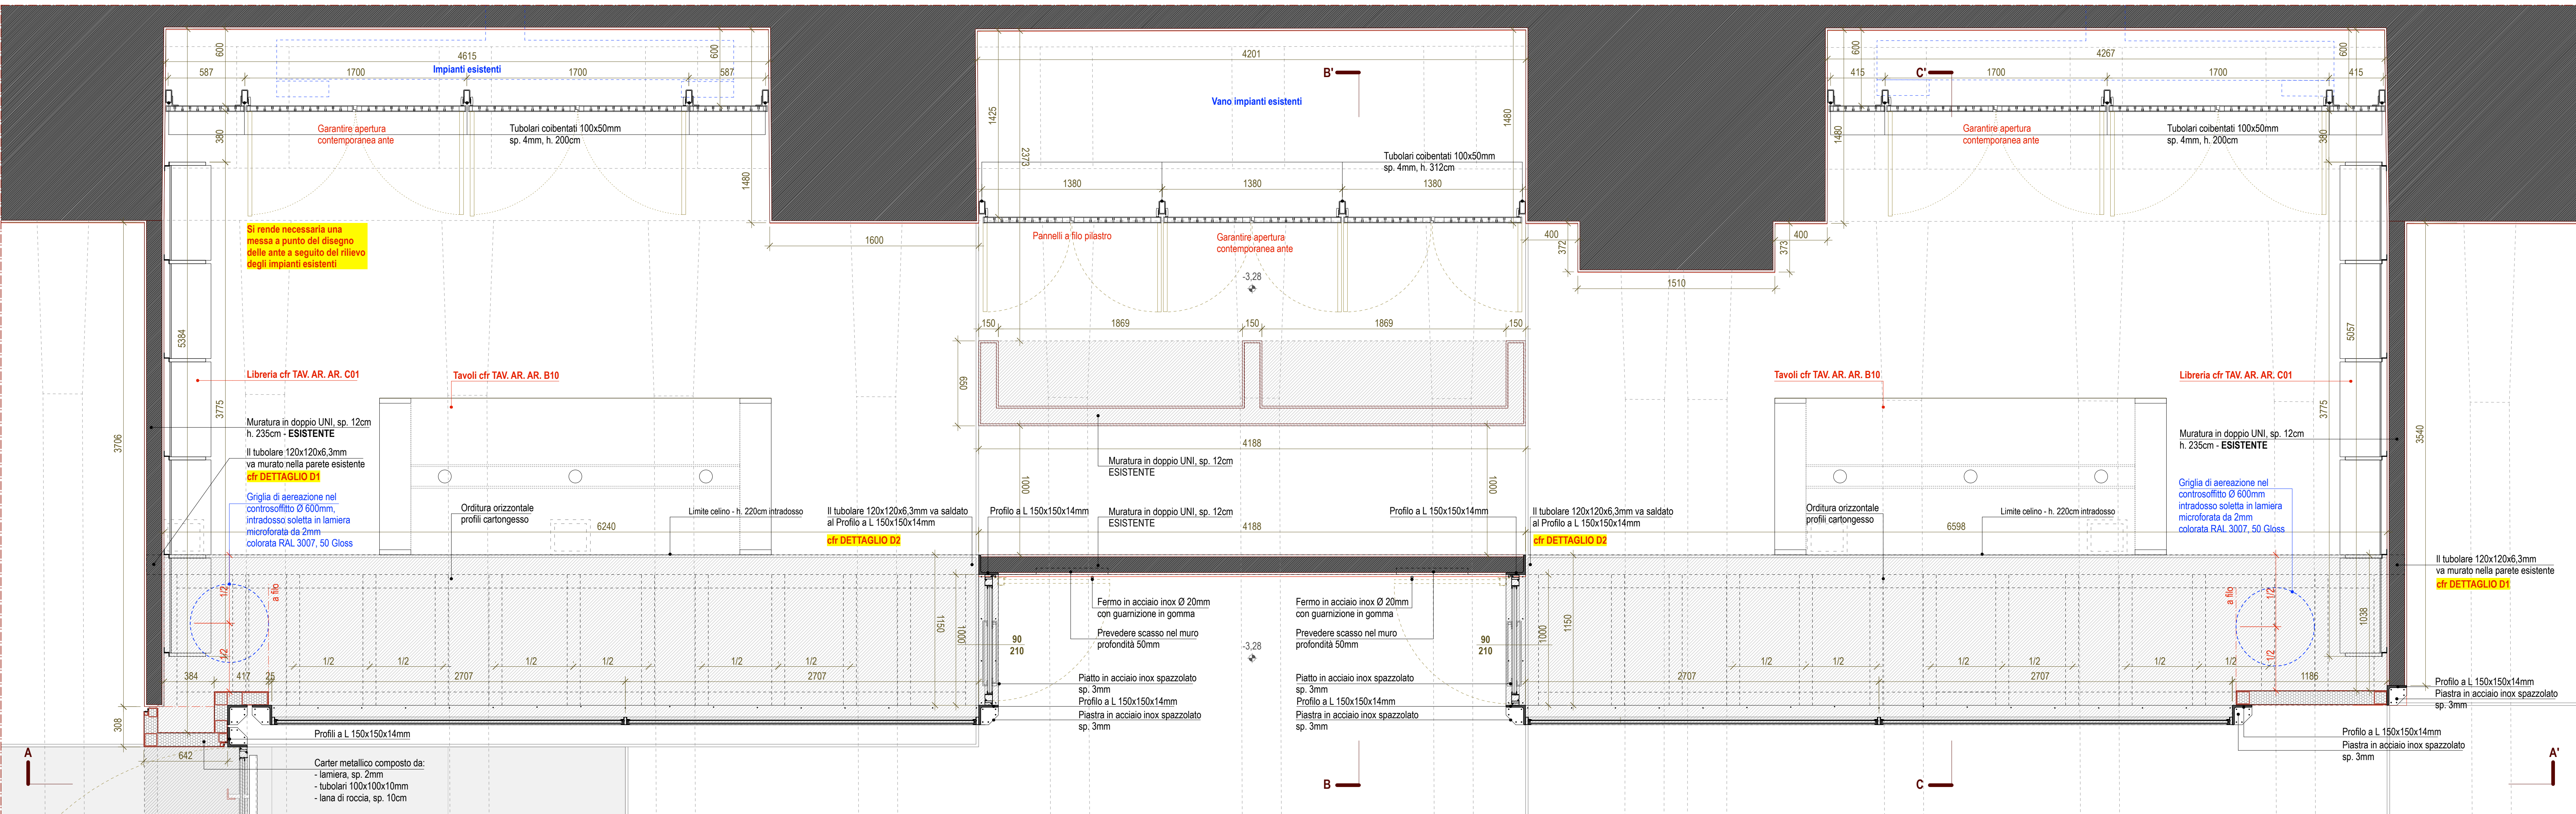 4615
600
600
587
1700
1700
587
Impianti esistenti
380
Garantire apertura
contemporanea ante
Tubolari coibentati 100x50mm
sp. 4mm, h. 200cm
1480
Si rende necessaria una
messa a punto del disegno
delle ante a seguito del rilievo
degli impianti esistenti
1600
5384
Libreria cfr TAV. AR. AR. C01
Tavoli cfr TAV. AR. AR. B10
3775
3706
Muratura in doppio UNI, sp. 12cm
h. 235cm - ESISTENTE
Il tubolare 120x120x6,3mm
va murato nella parete esistente
cfr DETTAGLIO D1
Griglia di aereazione nel
controsoffitto Ø 600mm,
intradosso soletta in lamiera
microforata da 2mm
colorata RAL 3007, 50 Gloss
Orditura orizzontale
profili cartongesso
6240
Limite celino - h. 220cm intradosso
Il tubolare 120x120x6,3mm va saldato
al Profilo a L 150x150x14mm
cfr DETTAGLIO D2
1/2
1/2
a filo
1150
1000
1/2
1/2
1/2
1/2
1/2
1/2
384
417
25
2707
2707
308
642
Profili a L 150x150x14mm
Carter metallico composto da:
- lamiera, sp. 2mm
- tubolari 100x100x10mm
- lana di roccia, sp. 10cm
A
4201
B'
Vano impianti esistenti
1425
2373
1480
Tubolari coibentati 100x50mm
sp. 4mm, h. 312cm
1380
1380
1380
Pannelli a filo pilastro
Garantire apertura
contemporanea ante
-3,28
150
1869
150
1869
150
650
4188
Muratura in doppio UNI, sp. 12cm
ESISTENTE
1000
1000
Profilo a L 150x150x14mm
Muratura in doppio UNI, sp. 12cm
ESISTENTE
Profilo a L 150x150x14mm
4188
90
210
Fermo in acciaio inox Ø 20mm
con guarnizione in gomma
Prevedere scasso nel muro
profondità 50mm
Piatto in acciaio inox spazzolato
sp. 3mm
Profilo a L 150x150x14mm
Piastra in acciaio inox spazzolato
sp. 3mm
-3,28
Fermo in acciaio inox Ø 20mm
con guarnizione in gomma
Prevedere scasso nel muro
profondità 50mm
Piatto in acciaio inox spazzolato
sp. 3mm
Profilo a L 150x150x14mm
Piastra in acciaio inox spazzolato
sp. 3mm
90
210
B
400
372
1510
373
400
C'
4267
600
600
415
1700
1700
415
1480
Garantire apertura
contemporanea ante
Tubolari coibentati 100x50mm
sp. 4mm, h. 200cm
380
5057
Tavoli cfr TAV. AR. AR. B10
Libreria cfr TAV. AR. AR. C01
3775
3540
Muratura in doppio UNI, sp. 12cm
h. 235cm - ESISTENTE
Griglia di aereazione nel
controsoffitto Ø 600mm
intradosso soletta in lamiera
microforata da 2mm
colorata RAL 3007, 50 Gloss
Il tubolare 120x120x6,3mm va saldato
al Profilo a L 150x150x14mm
cfr DETTAGLIO D2
Orditura orizzontale
profili cartongesso
6598
Limite celino - h. 220cm intradosso
Il tubolare 120x120x6,3mm
va murato nella parete esistente
cfr DETTAGLIO D1
1000
1150
a filo
1/2
1/2
1038
1/2
1/2
1/2
1/2
1/2
1/2
2707
2707
1186
Profilo a L 150x150x14mm
Piastra in acciaio inox spazzolato
sp. 3mm
Profilo a L 150x150x14mm
Piastra in acciaio inox spazzolato
sp. 3mm
C
A'